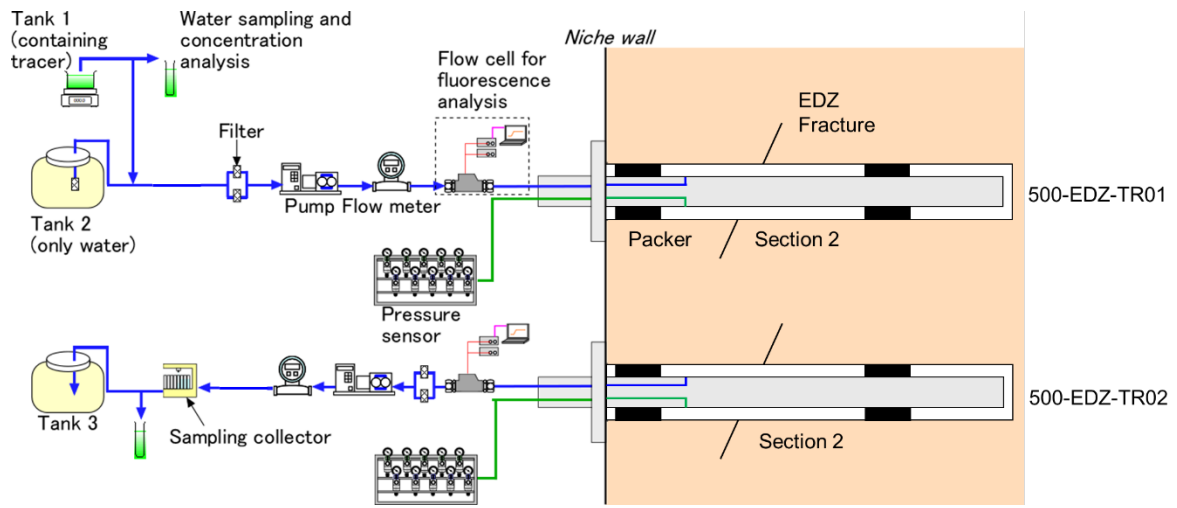 Tank 1
(containing
tracer)
Water sampling and
concentration
analysis
Niche wall
Flow cell for
fluorescence
analysis
EDZ
Fracture
Filter
Tank 2
(only water)
Pump Flow meter
500-EDZ-TR01
Packer
Section 2
Pressure
sensor
Tank 3
Sampling collector
500-EDZ-TR02
Section 2